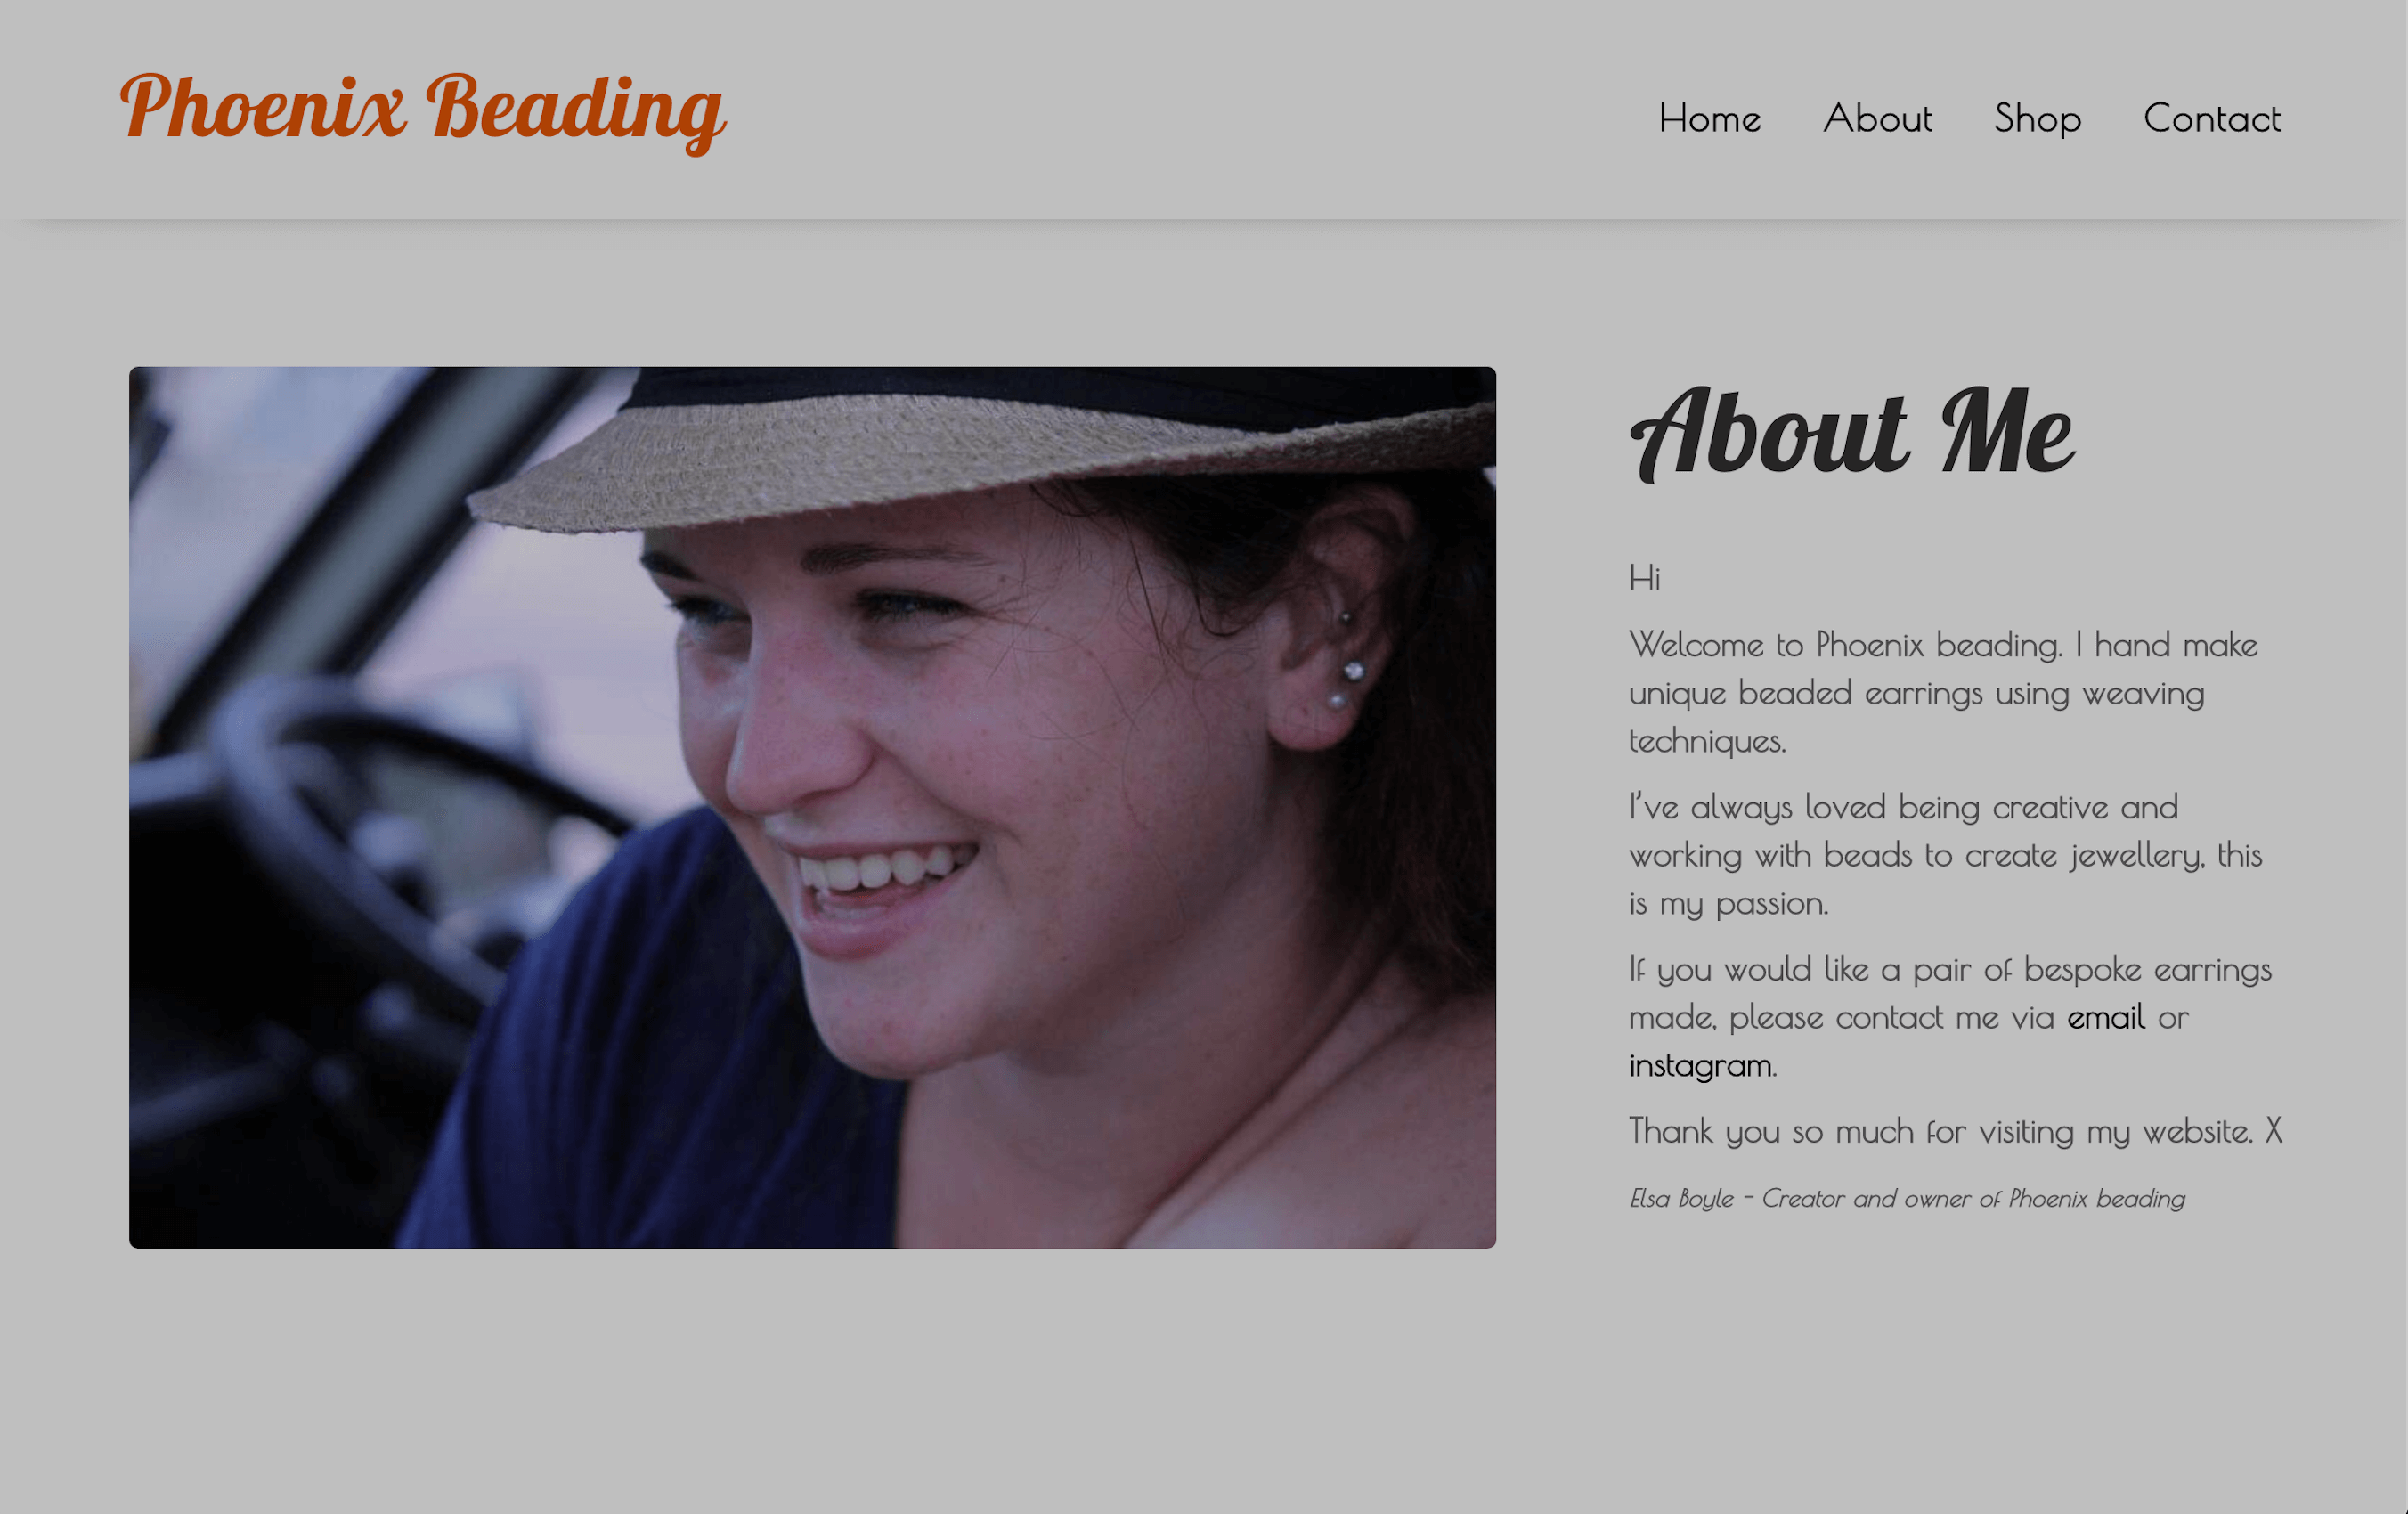 Phoenix Beading
Home About Shop Contact
About Me
Hi
Welcome to Phoenix beading. I hand make
unique beaded earrings using weaving
techniques.
I've always loved being creative and
working with beads to create jewellery, this
is my passion.
If you would like a pair of bespoke earrings
made, please contact me via email or
instagram.
Thank you so much for visiting my website. X
Elsa Boyle - Creator and owner of Phoenix beading